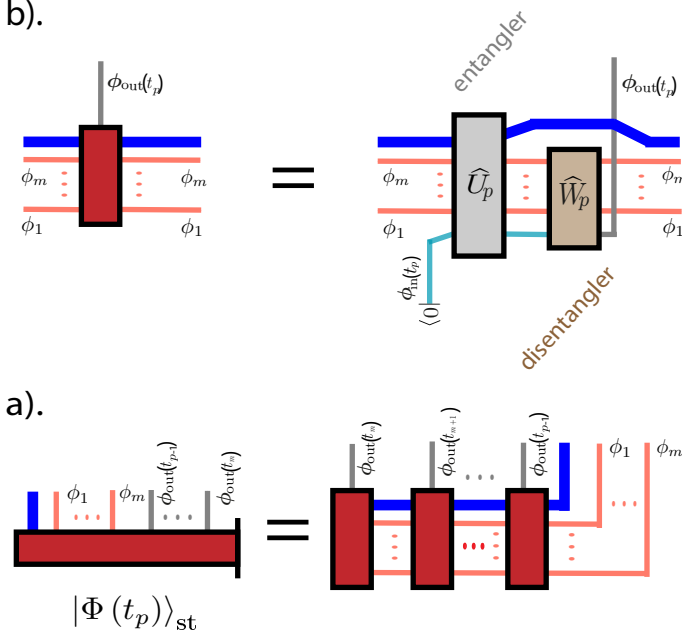 b).
entangler
ϕout(tp) = ϕout(tp)
ϕm ϕm ϕm Ûp Ŵp ϕm
ϕ1 ϕ1 ϕ1 ϕ1
ϕin(tp)
⟨0|
disentangler
a).
ϕ1 ϕm ϕout(tp-1) ϕout(tm) = ϕout(tm) ϕout(tm+1) ϕout(tp-1) ϕ1 ϕm
|Φ (tp)⟩st